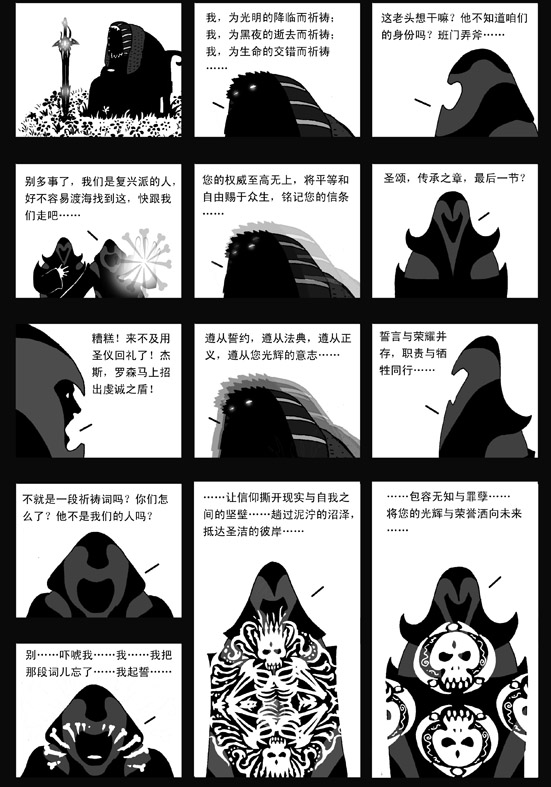 我，为光明的降临而祈祷；
我，为黑夜的逝去而祈祷；
我，为生命的交错而祈祷
……
这老头想干嘛？他不知道咱们
的身份吗？班门弄斧……
别多事了，我们是复兴派的人，
好不容易渡海找到这，快跟我
们走吧……
您的权威至高无上，将平等和
自由赐于众生，铭记您的信条
……
圣颂，传承之章，最后一节？
糟糕！来不及用
圣仪回礼了！杰
斯，罗森马上招
出虔诚之盾！
遵从誓约，遵从法典，遵从正
义，遵从您光辉的意志……
誓言与荣耀并
存，职责与牺
牲同行……
不就是一段祈祷词吗？你们怎
么了？他不是我们的人吗？
别……吓唬我……我……我把
那段词儿忘了……我起誓……
……让信仰撕开现实与自我之
间的坚壁……趟过泥泞的沼泽，
抵达圣洁的彼岸……
……包容无知与罪孽……
将您的光辉与荣誉洒向未来
……